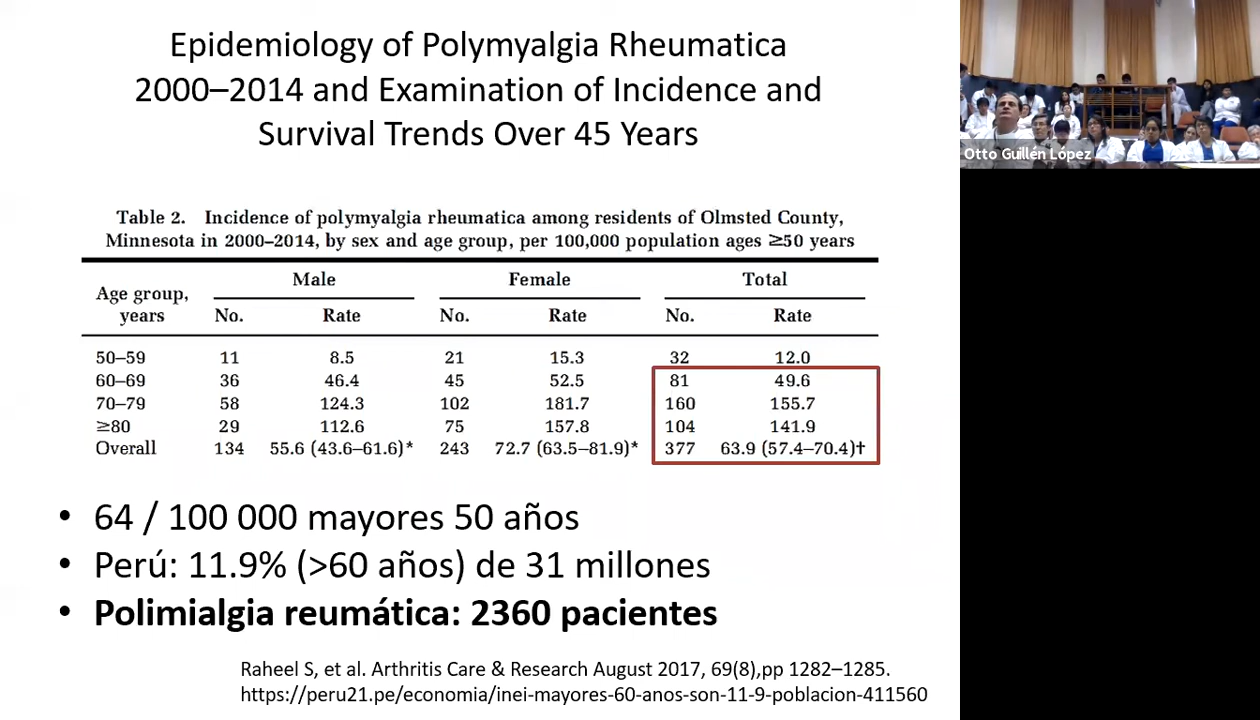 Epidemiology of Polymyalgia Rheumatica
2000–2014 and Examination of Incidence and
Survival Trends Over 45 Years
Otto Guillén López
Table 2. Incidence of polymyalgia rheumatica among residents of Olmsted County,
Minnesota in 2000–2014, by sex and age group, per 100,000 population ages ≥50 years
Age group, years Male Female Total
No. Rate No. Rate No. Rate
50–59 11 8.5 21 15.3 32 12.0
60–69 36 46.4 45 52.5 81 49.6
70–79 58 124.3 102 181.7 160 155.7
≥80 29 112.6 75 157.8 104 141.9
Overall 134 55.6 (43.6–61.6)* 243 72.7 (63.5–81.9)* 377 63.9 (57.4–70.4)†
• 64 / 100 000 mayores 50 años
• Perú: 11.9% (>60 años) de 31 millones
• Polimialgia reumática: 2360 pacientes
Raheel S, et al. Arthritis Care & Research August 2017, 69(8),pp 1282–1285.
https://peru21.pe/economia/inei-mayores-60-anos-son-11-9-poblacion-411560